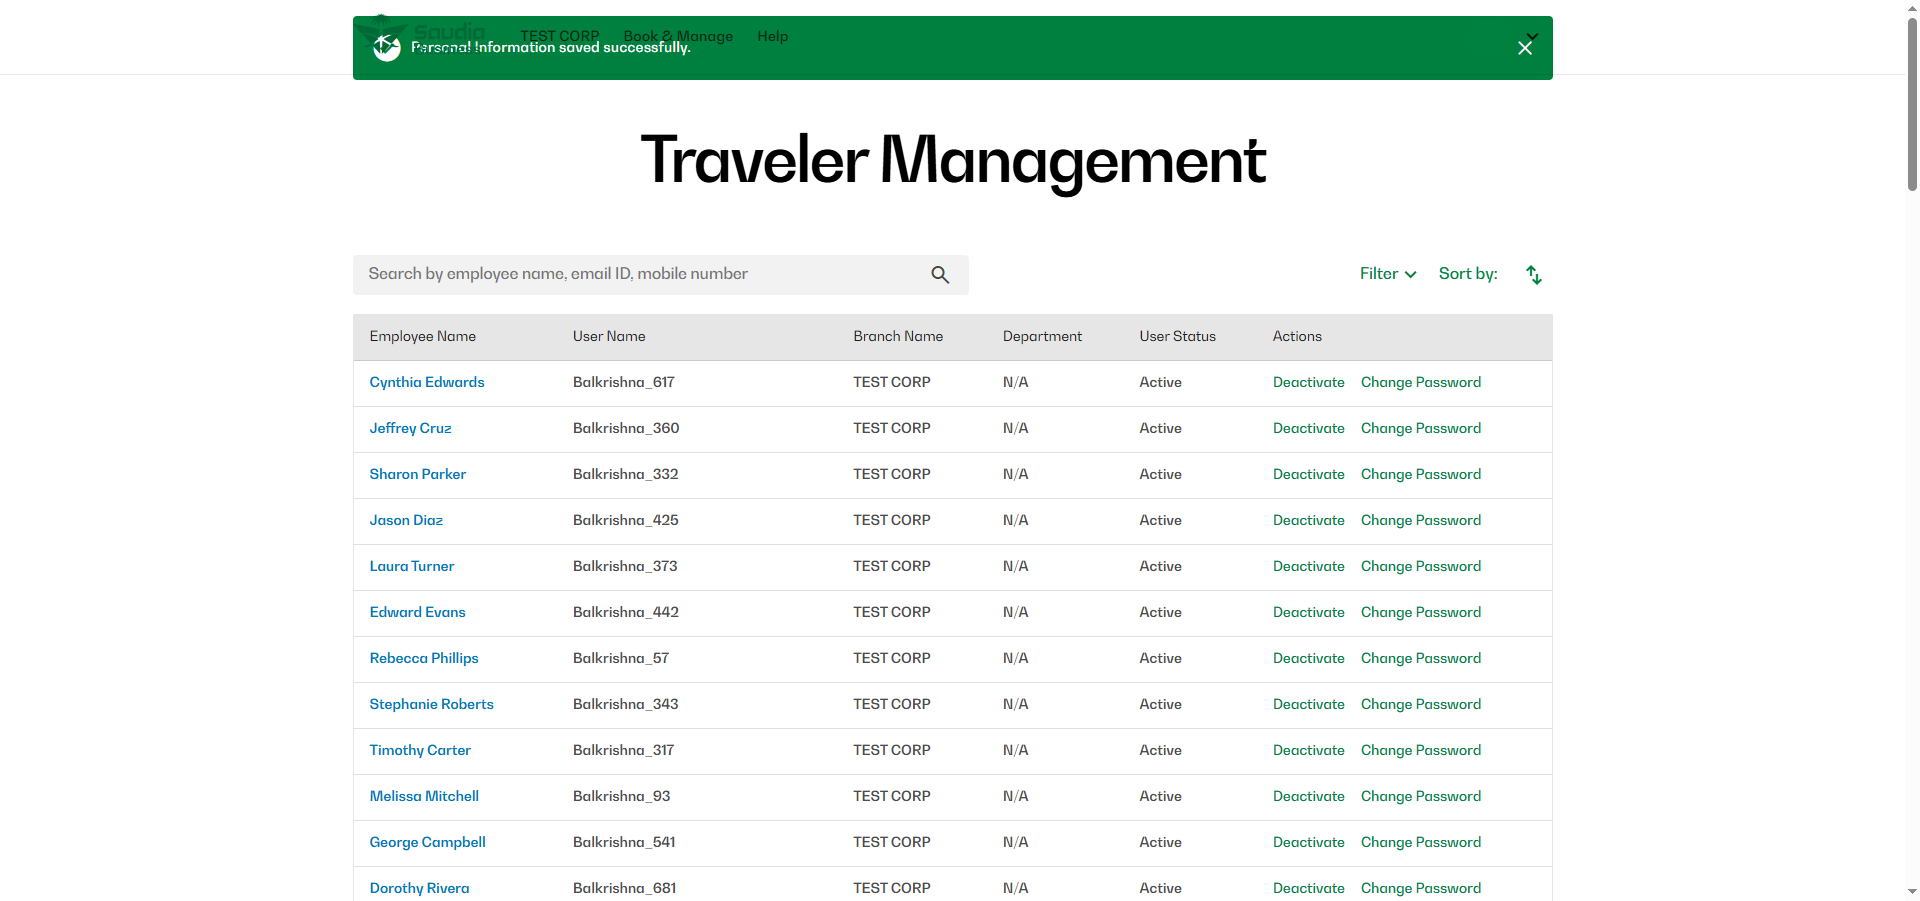 Saudia
TEST CORP Book & Manage Help
Personal Information saved successfully.
Traveler Management
Search by employee name, email ID, mobile number
Filter Sort by:
Employee Name User Name Branch Name Department User Status Actions
Cynthia Edwards Balkrishna_617 TEST CORP N/A Active Deactivate Change Password
Jeffrey Cruz Balkrishna_360 TEST CORP N/A Active Deactivate Change Password
Sharon Parker Balkrishna_332 TEST CORP N/A Active Deactivate Change Password
Jason Diaz Balkrishna_425 TEST CORP N/A Active Deactivate Change Password
Laura Turner Balkrishna_373 TEST CORP N/A Active Deactivate Change Password
Edward Evans Balkrishna_442 TEST CORP N/A Active Deactivate Change Password
Rebecca Phillips Balkrishna_57 TEST CORP N/A Active Deactivate Change Password
Stephanie Roberts Balkrishna_343 TEST CORP N/A Active Deactivate Change Password
Timothy Carter Balkrishna_317 TEST CORP N/A Active Deactivate Change Password
Melissa Mitchell Balkrishna_93 TEST CORP N/A Active Deactivate Change Password
George Campbell Balkrishna_541 TEST CORP N/A Active Deactivate Change Password
Dorothy Rivera Balkrishna_681 TEST CORP N/A Active Deactivate Change Password